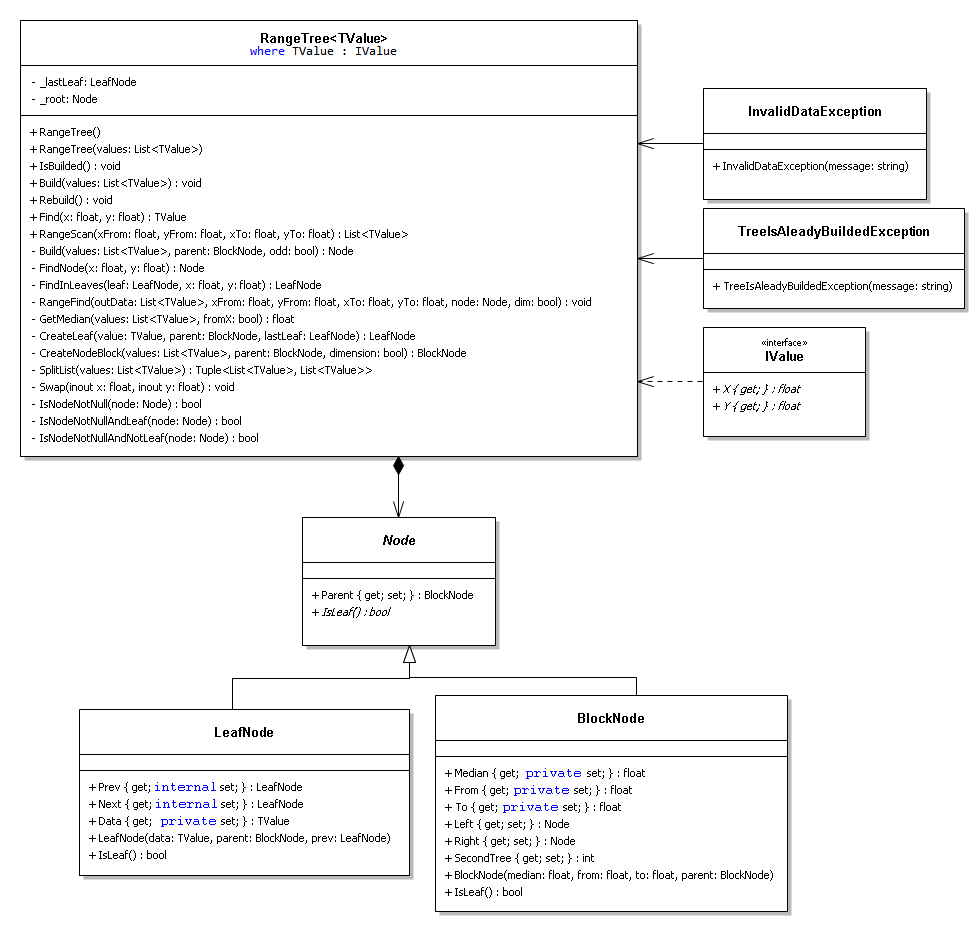 RangeTree<TValue>
where TValue : IValue
- _lastLeaf: LeafNode
- _root: Node
+ RangeTree()
+ RangeTree(values: List<TValue>)
+ IsBuilded() : void
+ Build(values: List<TValue>) : void
+ Rebuild() : void
+ Find(x: float, y: float) : TValue
+ RangeScan(xFrom: float, yFrom: float, xTo: float, yTo: float) : List<TValue>
- Build(values: List<TValue>, parent: BlockNode, odd: bool) : Node
- FindNode(x: float, y: float) : Node
- FindInLeaves(leaf: LeafNode, x: float, y: float) : LeafNode
- RangeFind(outData: List<TValue>, xFrom: float, yFrom: float, xTo: float, yTo: float, node: Node, dim: bool) : void
- GetMedian(values: List<TValue>, fromX: bool) : float
- CreateLeaf(value: TValue, parent: BlockNode, lastLeaf: LeafNode) : LeafNode
- CreateNodeBlock(values: List<TValue>, parent: BlockNode, dimension: bool) : BlockNode
- SplitList(values: List<TValue>) : Tuple<List<TValue>, List<TValue>>
- Swap(inout x: float, inout y: float) : void
- IsNodeNotNull(node: Node) : bool
- IsNodeNotNullAndLeaf(node: Node) : bool
- IsNodeNotNullAndNotLeaf(node: Node) : bool
InvalidDataException
+ InvalidDataException(message: string)
TreeIsAleadyBuildedException
+ TreeIsAleadyBuildedException(message: string)
«interface»
IValue
+ X { get; } : float
+ Y { get; } : float
Node
+ Parent { get; set; } : BlockNode
+ IsLeaf() : bool
LeafNode
+ Prev { get; internal set; } : LeafNode
+ Next { get; internal set; } : LeafNode
+ Data { get; private set; } : TValue
+ LeafNode(data: TValue, parent: BlockNode, prev: LeafNode)
+ IsLeaf() : bool
BlockNode
+ Median { get; private set; } : float
+ From { get; private set; } : float
+ To { get; private set; } : float
+ Left { get; set; } : Node
+ Right { get; set; } : Node
+ SecondTree { get; set; } : int
+ BlockNode(median: float, from: float, to: float, parent: BlockNode)
+ IsLeaf() : bool